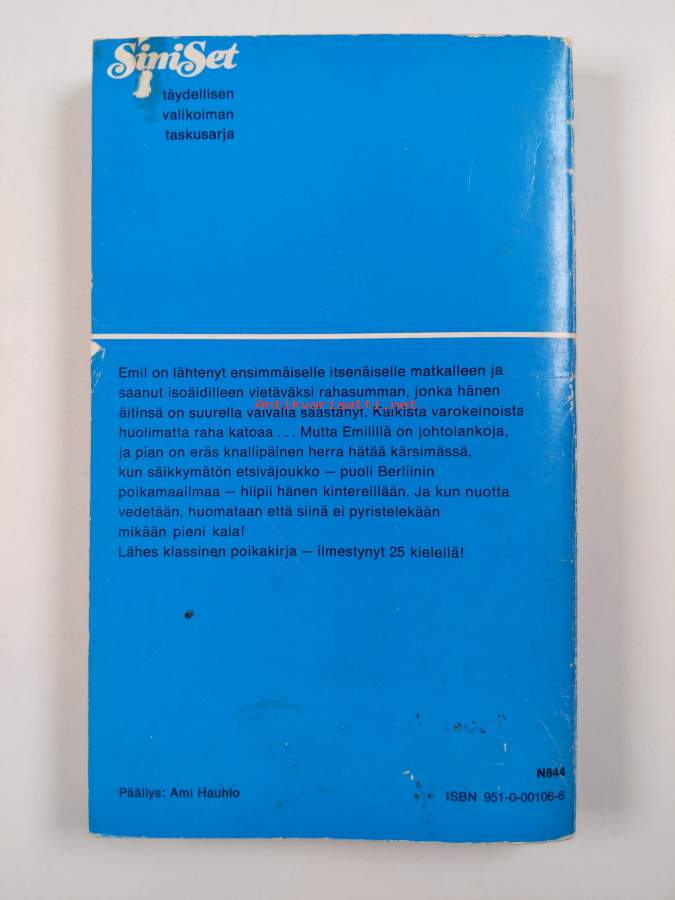 SimiSet
täydellisen
valikoiman
taskusarja
Emil on lähtenyt ensimmäiselle itsenäiselle matkalleen ja
saanut isoäidilleen vietäväksi rahasumman, jonka hänen
äitinsä on suurella vaivalla säästänyt. Kaikista varokeinoista
Antikvariaatti.net
huolimatta raha katoaa . . . Mutta Emilillä on johtolankoja,
ja pian on eräs knallipäinen herra hätää kärsimässä,
kun säikkymätön etsiväjoukko – puoli Berliinin
poikamaailmaa – hiipii hänen kintereillään. Ja kun nuotta
vedetään, huomataan että siinä ei pyristelekään
mikään pieni kala!
Lähes klassinen poikakirja – ilmestynyt 25 kielellä!
N844
Päällys: Ami Hauhio
ISBN 951-0-00106-6